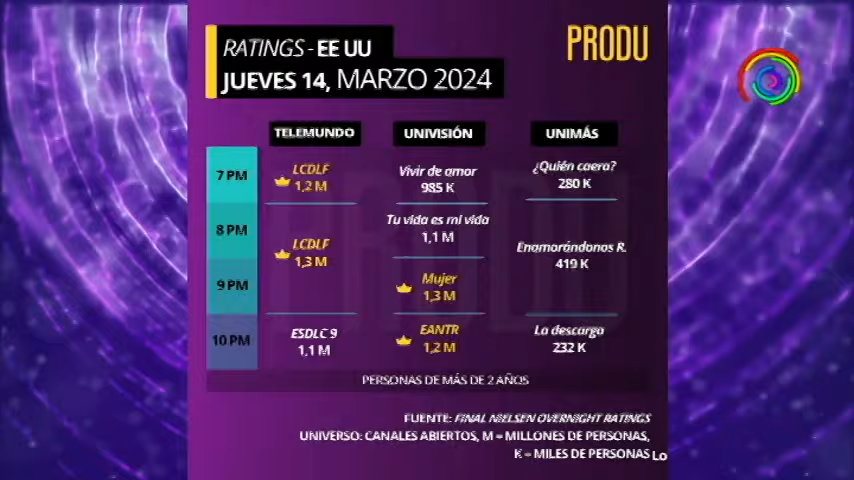 RATINGS - EE UU
JUEVES 14, MARZO 2024
PRODU
TELEMUNDO
UNIVISIÓN
UNIMÁS
7 PM
LCDLF
1,2 M
Vivir de amor
985 K
¿Quién caera?
280 K
8 PM
LCDLF
1,3 M
Tu vida es mi vida
1,1 M
Enamorándonos R.
419 K
9 PM
Mujer
1,3 M
10 PM
ESDLC 9
1,1 M
EANTR
1,2 M
La descarga
232 K
PERSONAS DE MÁS DE 2 AÑOS
FUENTE: FINAL NIELSEN OVERNIGHT RATINGS
UNIVERSO: CANALES ABIERTOS, M = MILLONES DE PERSONAS,
K = MILES DE PERSONAS
Lo